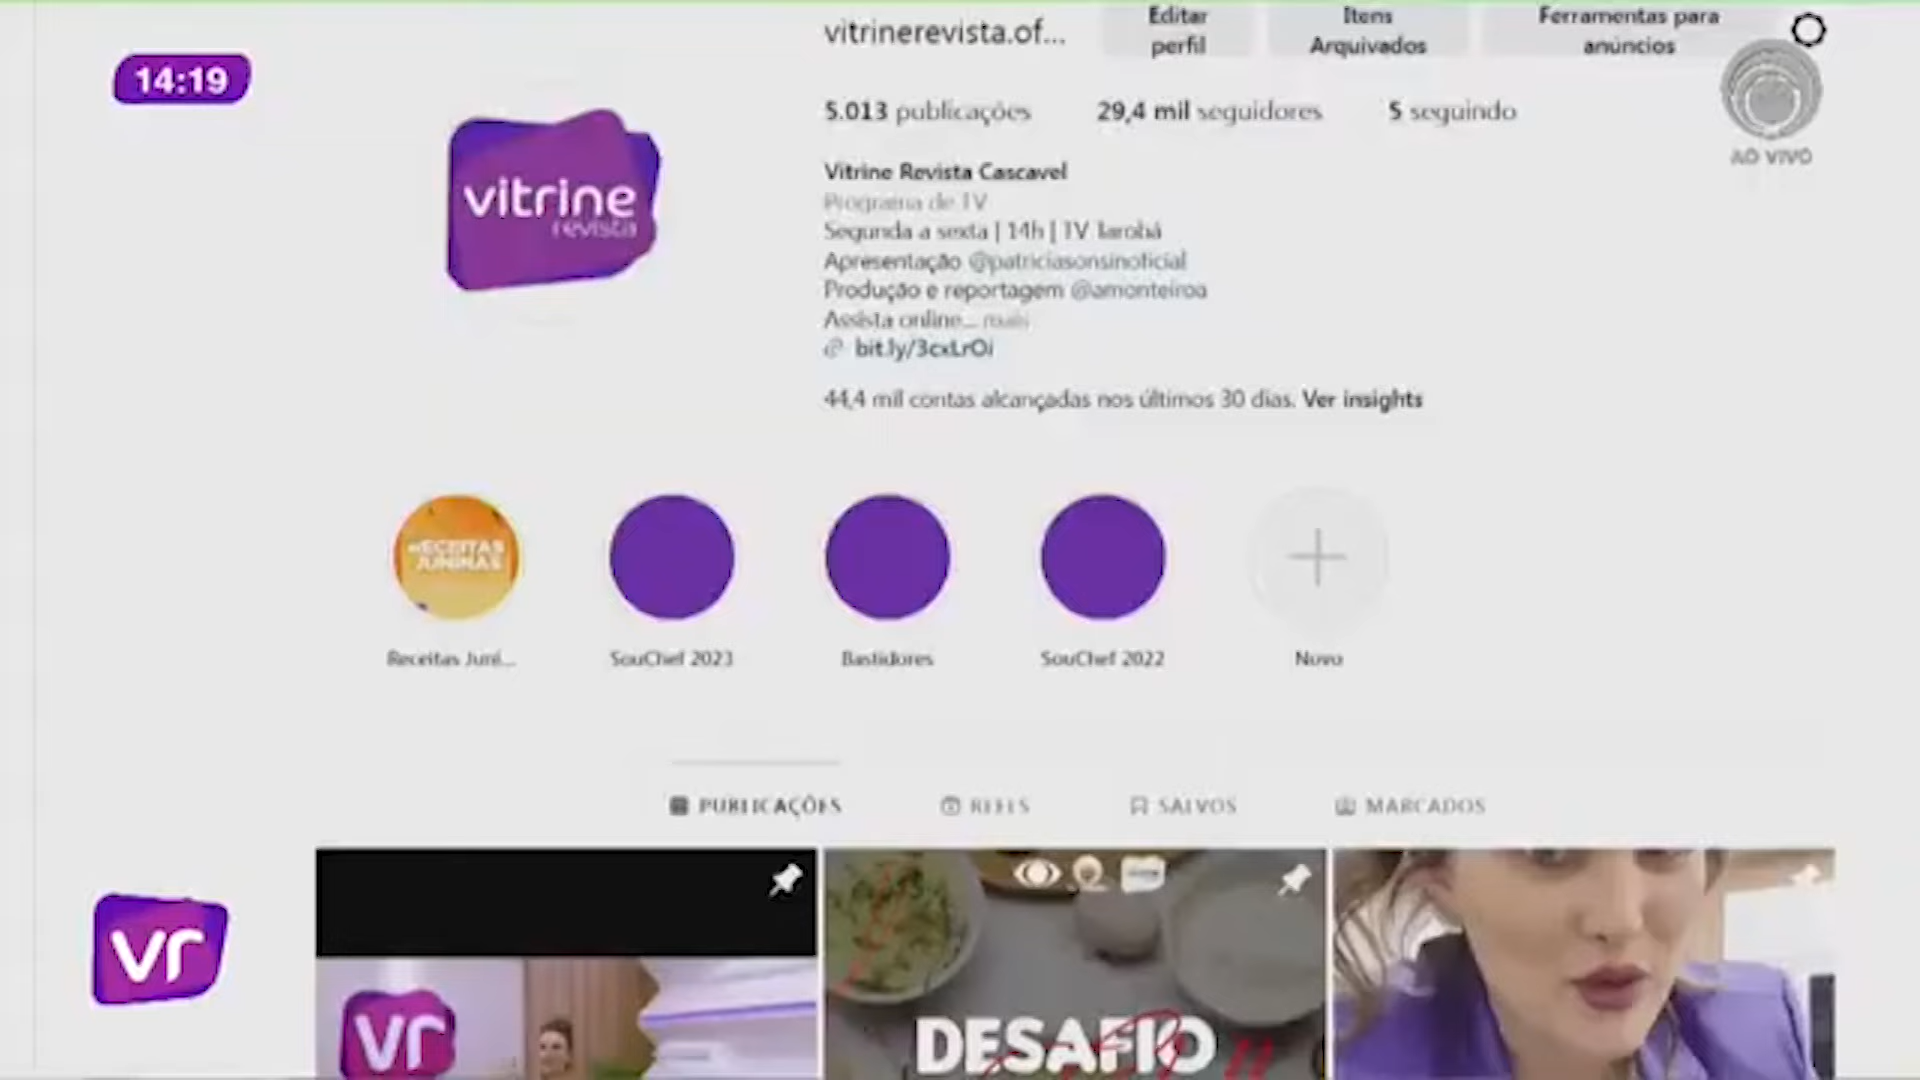 vitrinerevista.of...
Editar
perfil
Itens
Arquivados
Ferramentas para
anúncios
14:19
5.013 publicações
29,4 mil seguidores
5 seguindo
AO VIVO
vitrine
revista
Vitrine Revista Cascavel
Programa de TV
Segunda a sexta | 14h | TV Tarobá
Apresentação @patriciasonsinoficial
Produção e reportagem @amonteiroa
Assista online... mais
bit.ly/3cxLrOi
44,4 mil contas alcançadas nos últimos 30 dias. Ver insights
RECEITAS
JUNINAS
Receitas Juni...
SouChef 2023
Bastidores
SouChef 2022
Novo
PUBLICAÇÕES
REELS
SALVOS
MARCADOS
vr
vr
DESAFIO